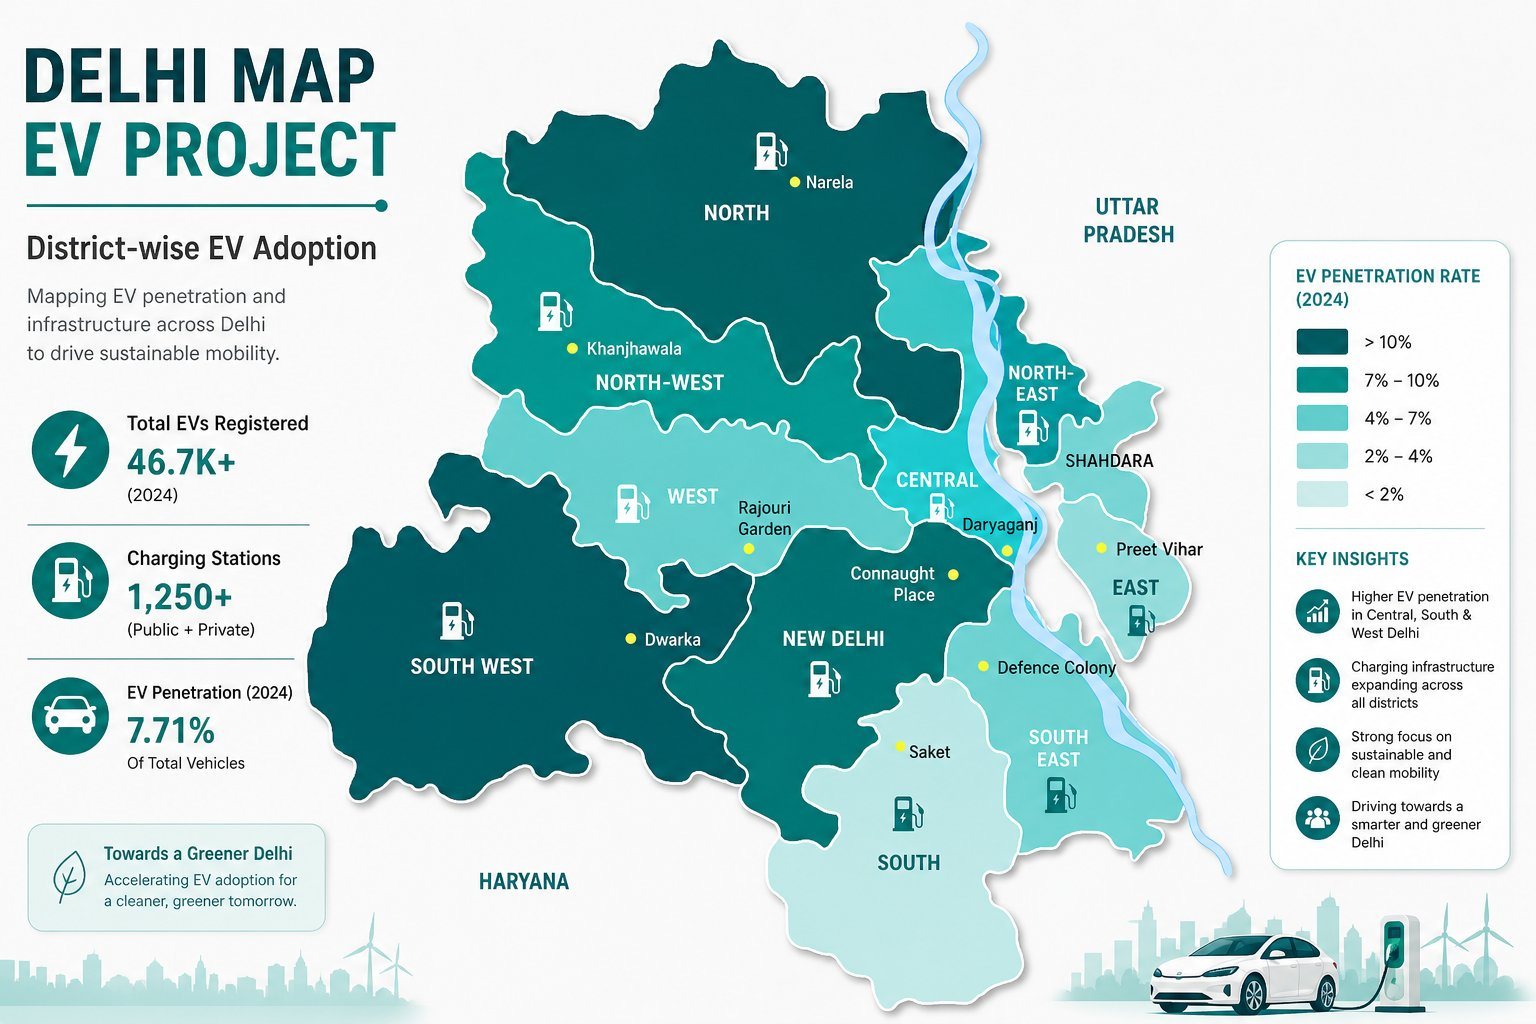 DELHI MAP
EV PROJECT
District-wise EV Adoption
Mapping EV penetration and
infrastructure across Delhi
to drive sustainable mobility.
Total EVs Registered
46.7K+
(2024)
Charging Stations
1,250+
(Public + Private)
EV Penetration (2024)
7.71%
Of Total Vehicles
Towards a Greener Delhi
Accelerating EV adoption for
a cleaner, greener tomorrow.
Narela
NORTH
UTTAR
PRADESH
Khanjhawala
NORTH-WEST
NORTH-
EAST
SHAHDARA
CENTRAL
WEST
Rajouri
Garden
Daryaganj
Preet Vihar
EAST
Connaught
Place
NEW DELHI
Dwarka
SOUTH WEST
Defence Colony
SOUTH
EAST
Saket
SOUTH
HARYANA
EV PENETRATION RATE
(2024)
> 10%
7% – 10%
4% – 7%
2% – 4%
< 2%
KEY INSIGHTS
Higher EV penetration
in Central, South &
West Delhi
Charging infrastructure
expanding across
all districts
Strong focus on
sustainable and
clean mobility
Driving towards a
smarter and greener
Delhi